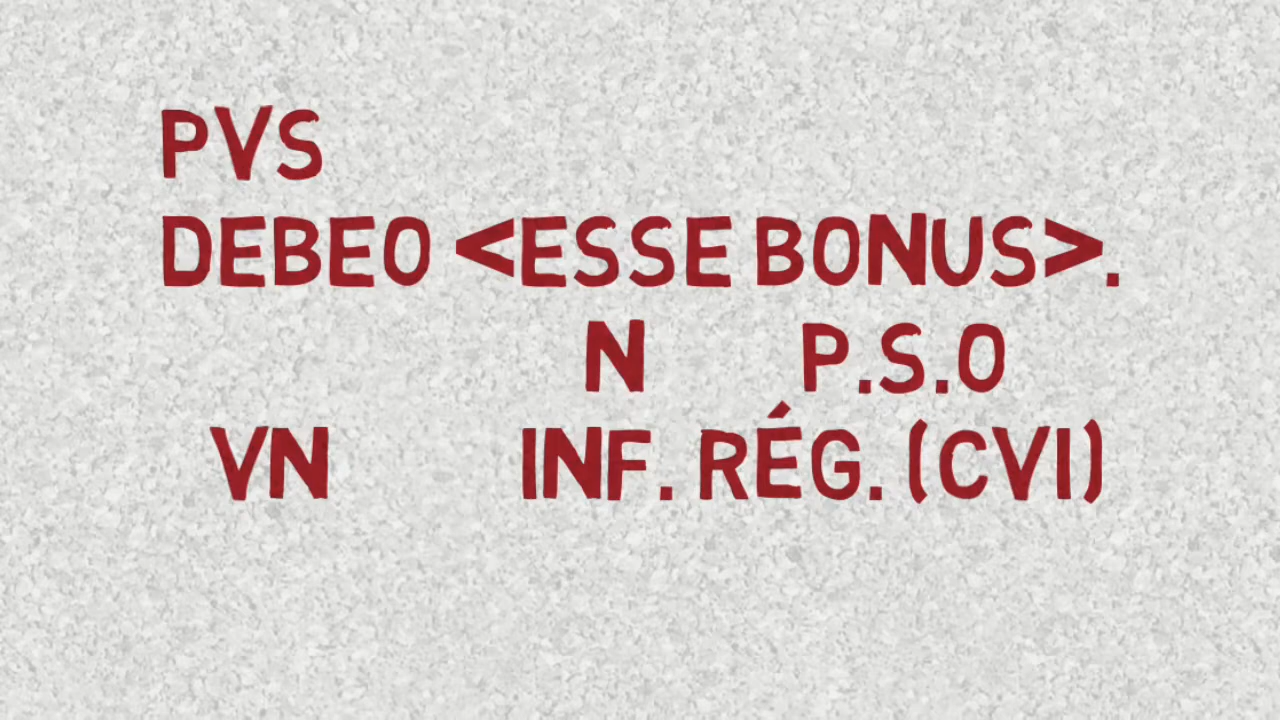 PVS
DEBEO <ESSE BONUS>.
N P.S.O
VN INF. RÉG. (CVI)